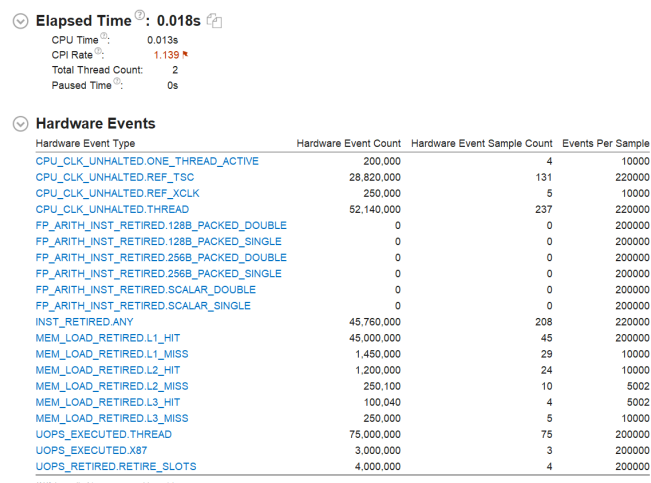 Elapsed Time ?: 0.018s
CPU Time ?: 0.013s
CPI Rate ?: 1.139
Total Thread Count: 2
Paused Time ?: 0s
Hardware Events
Hardware Event Type Hardware Event Count Hardware Event Sample Count Events Per Sample
CPU_CLK_UNHALTED.ONE_THREAD_ACTIVE 200,000 4 10000
CPU_CLK_UNHALTED.REF_TSC 28,820,000 131 220000
CPU_CLK_UNHALTED.REF_XCLK 250,000 5 10000
CPU_CLK_UNHALTED.THREAD 52,140,000 237 220000
FP_ARITH_INST_RETIRED.128B_PACKED_DOUBLE 0 0 200000
FP_ARITH_INST_RETIRED.128B_PACKED_SINGLE 0 0 200000
FP_ARITH_INST_RETIRED.256B_PACKED_DOUBLE 0 0 200000
FP_ARITH_INST_RETIRED.256B_PACKED_SINGLE 0 0 200000
FP_ARITH_INST_RETIRED.SCALAR_DOUBLE 0 0 200000
FP_ARITH_INST_RETIRED.SCALAR_SINGLE 0 0 200000
INST_RETIRED.ANY 45,760,000 208 220000
MEM_LOAD_RETIRED.L1_HIT 45,000,000 45 200000
MEM_LOAD_RETIRED.L1_MISS 1,450,000 29 10000
MEM_LOAD_RETIRED.L2_HIT 1,200,000 24 10000
MEM_LOAD_RETIRED.L2_MISS 250,100 10 5002
MEM_LOAD_RETIRED.L3_HIT 100,040 4 5002
MEM_LOAD_RETIRED.L3_MISS 250,000 5 10000
UOPS_EXECUTED.THREAD 75,000,000 75 200000
UOPS_EXECUTED.X87 3,000,000 3 200000
UOPS_RETIRED.RETIRE_SLOTS 4,000,000 4 200000